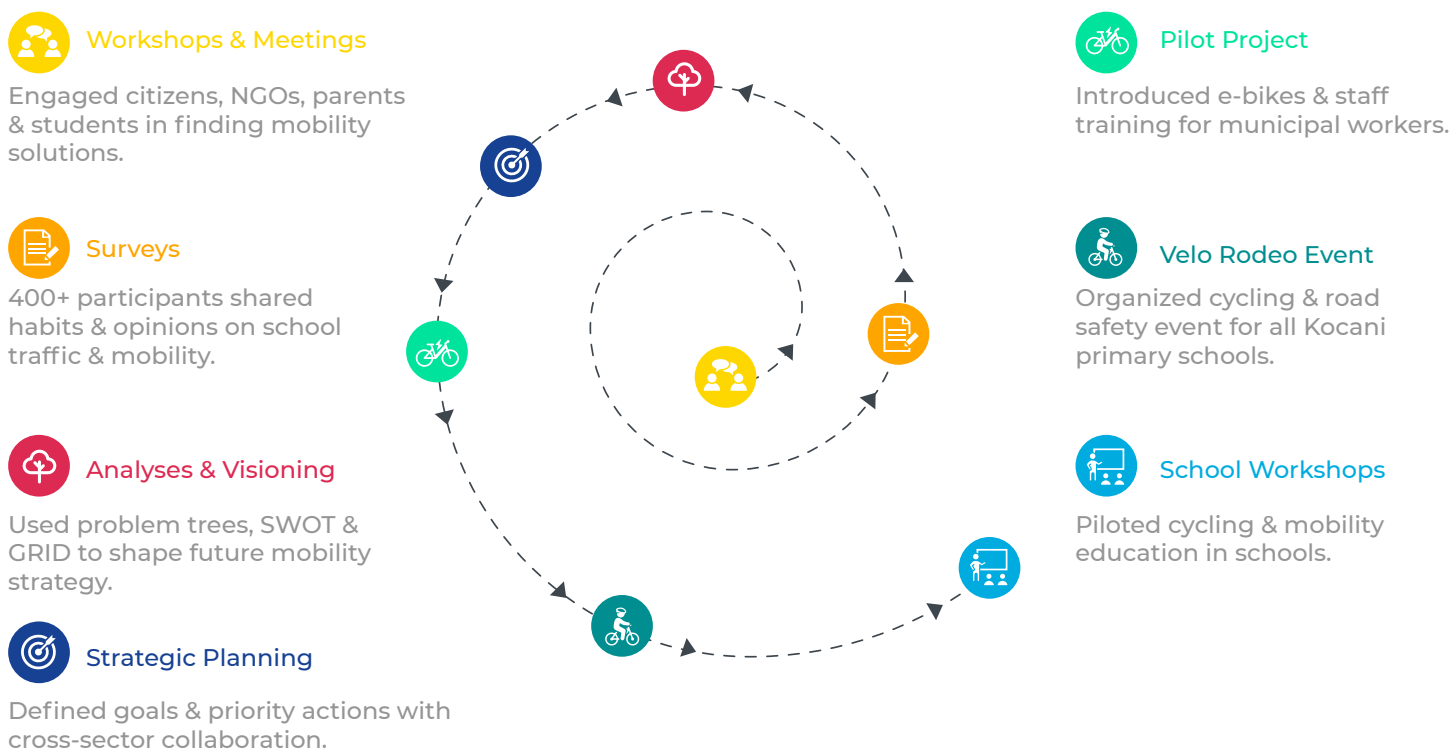 Workshops & Meetings
Engaged citizens, NGOs, parents
& students in finding mobility
solutions.
Surveys
400+ participants shared
habits & opinions on school
traffic & mobility.
Analyses & Visioning
Used problem trees, SWOT &
GRID to shape future mobility
strategy.
Strategic Planning
Defined goals & priority actions with
cross-sector collaboration.
Pilot Project
Introduced e-bikes & staff
training for municipal workers.
Velo Rodeo Event
Organized cycling & road
safety event for all Kocani
primary schools.
School Workshops
Piloted cycling & mobility
education in schools.